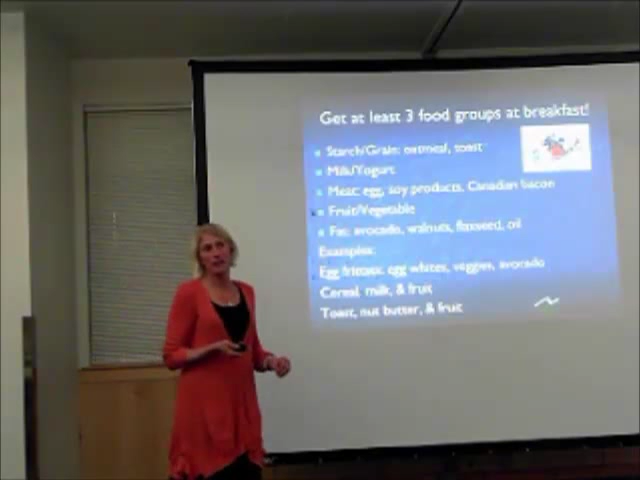 Get at least 3 food groups at breakfast!
Starch/Grain: oatmeal, toast
Milk/Yogurt
Meat: egg, soy products, Canadian bacon
Fruit/Vegetable
Fat: avocado, walnuts, flaxseed, oil
Examples:
Egg frittata: egg whites, veggies, avocado
Cereal, milk, & fruit
Toast, nut butter, & fruit